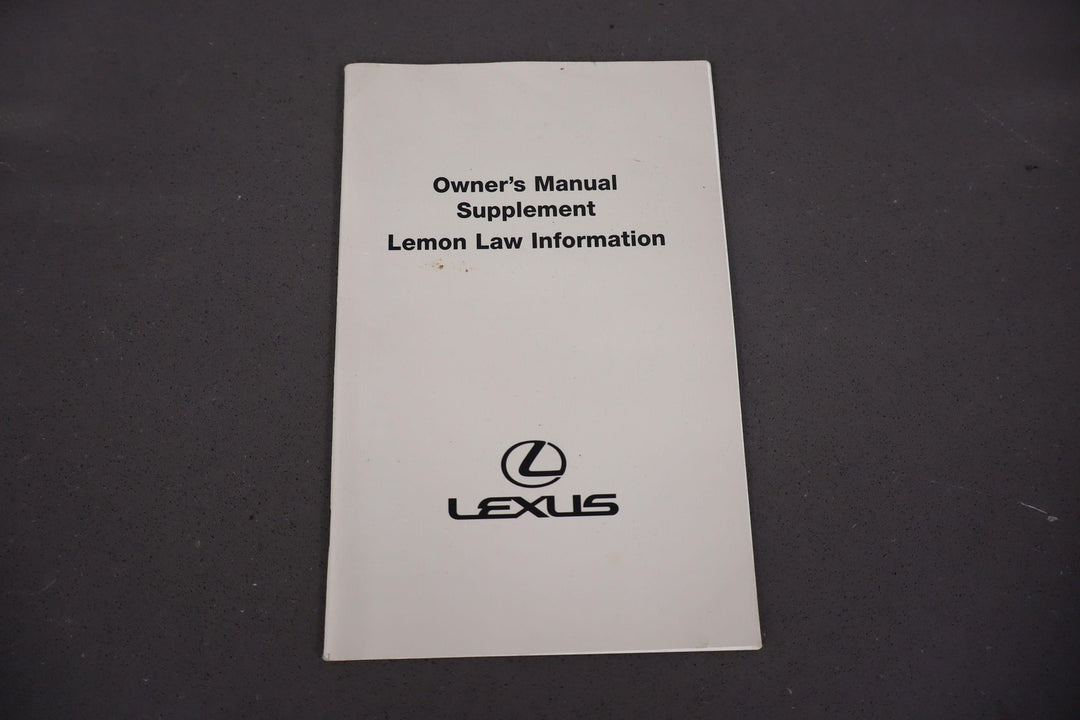 Owner's Manual
Supplement
Lemon Law Information
LEXUS